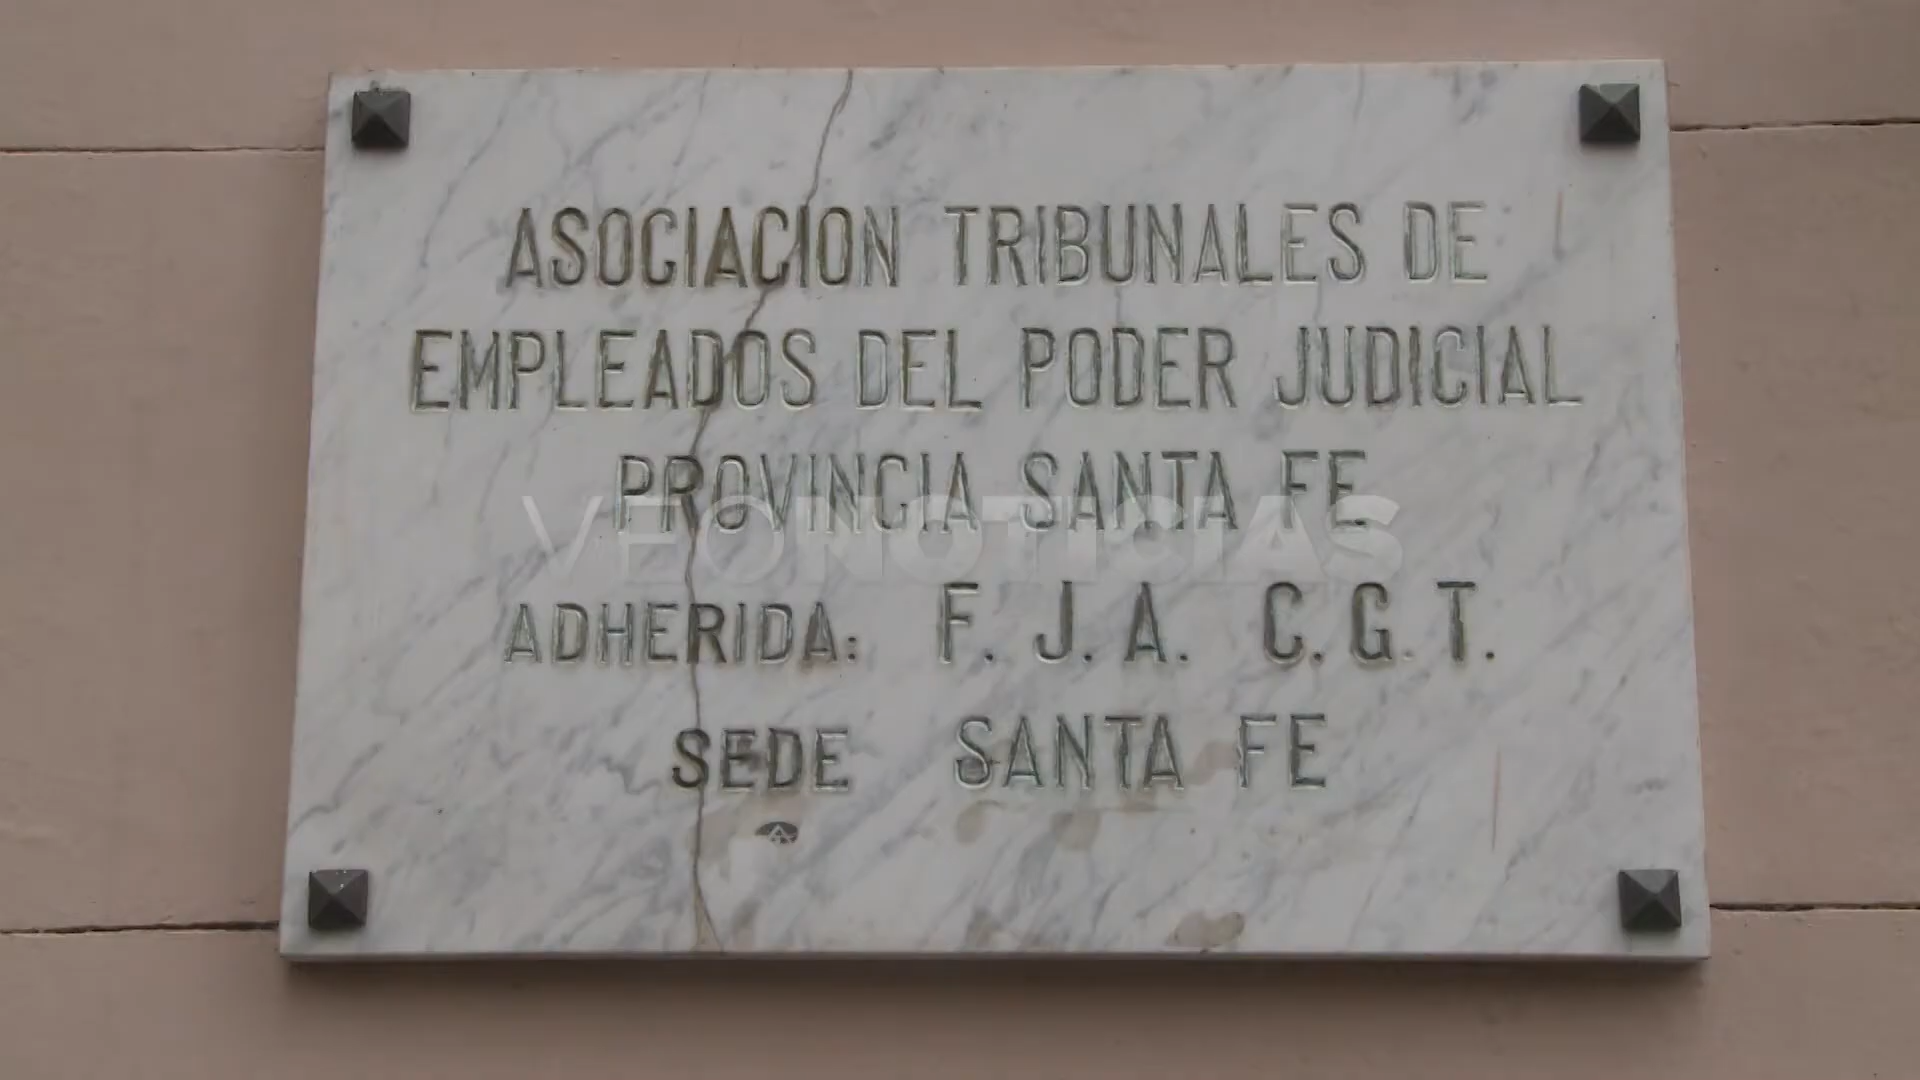 ASOCIACION TRIBUNALES DE
EMPLEADOS DEL PODER JUDICIAL
PROVINCIA SANTA FE
VEONOTICIAS
ADHERIDA: F. J. A. C. G. T.
SEDE SANTA FE